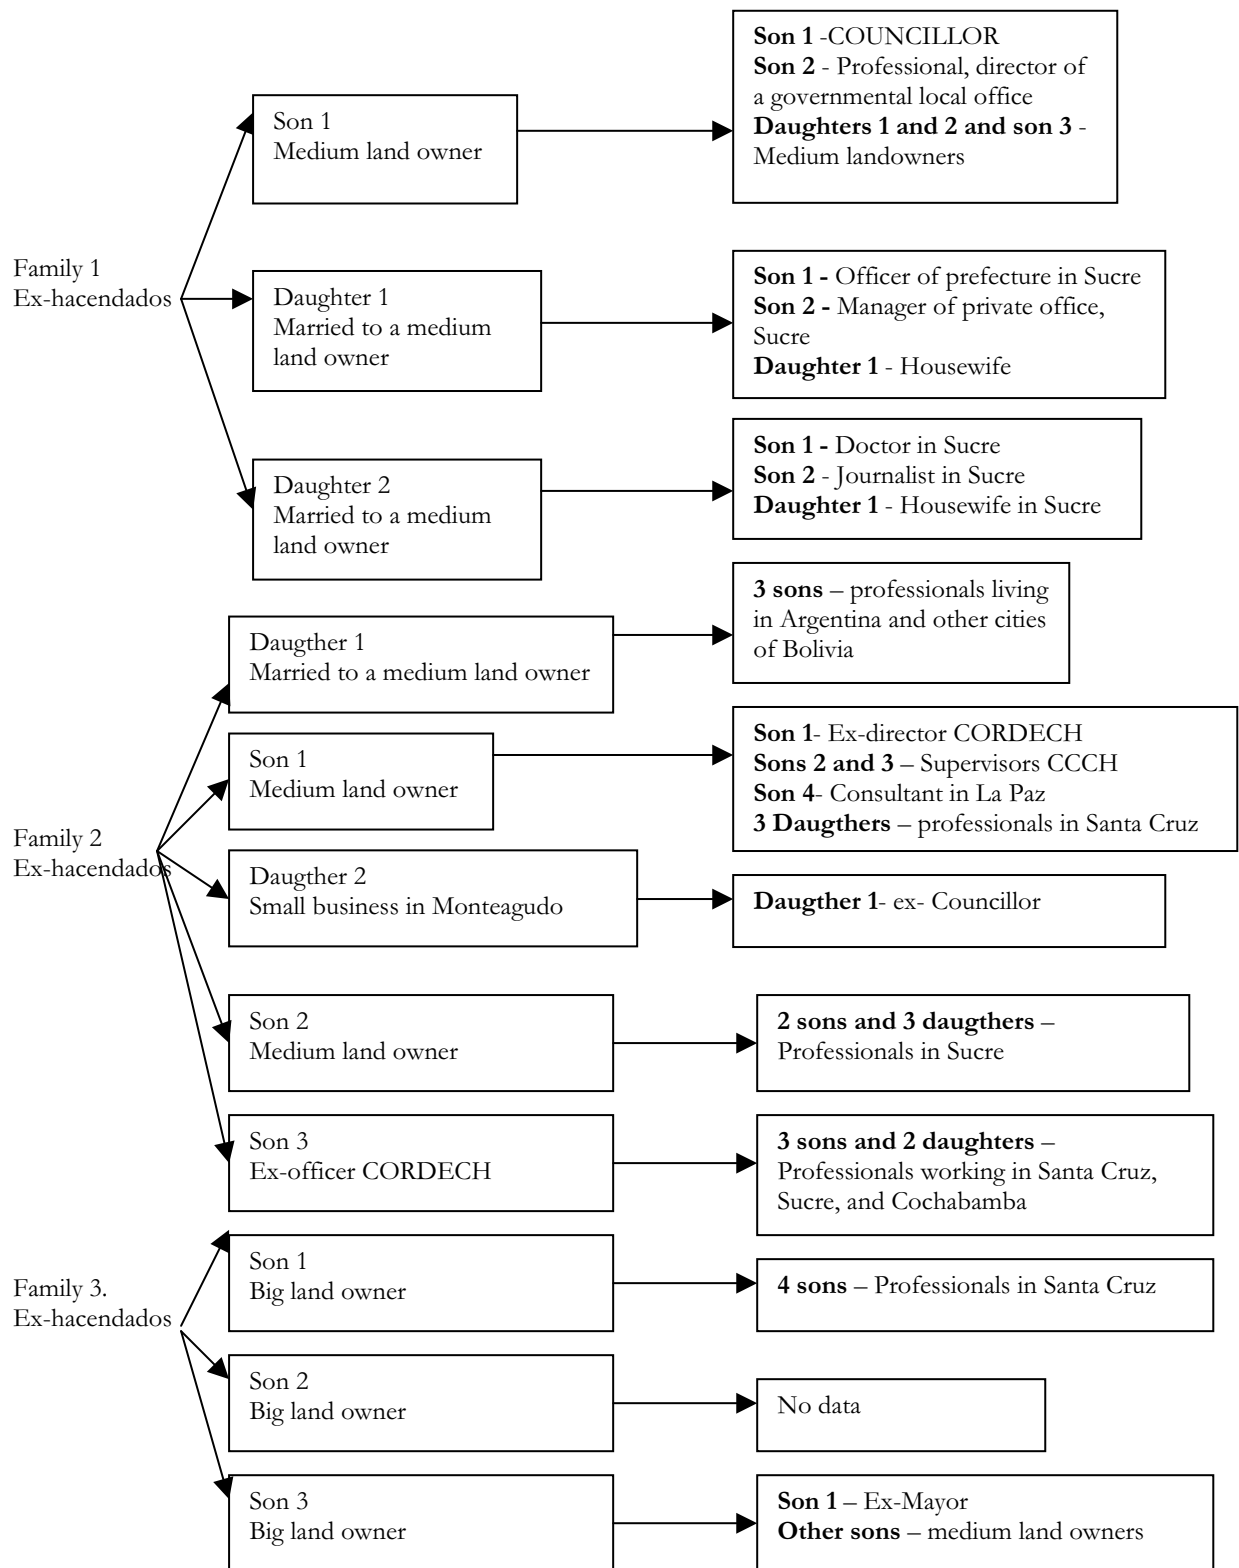 Family 1
Ex-hacendados
Son 1
Medium land owner
Son 1 -COUNCILLOR
Son 2 - Professional, director of
a governmental local office
Daughters 1 and 2 and son 3 -
Medium landowners
Daughter 1
Married to a medium
land owner
Son 1 - Officer of prefecture in Sucre
Son 2 - Manager of private office,
Sucre
Daughter 1 - Housewife
Daughter 2
Married to a medium
land owner
Son 1 - Doctor in Sucre
Son 2 - Journalist in Sucre
Daughter 1 - Housewife in Sucre
Family 2
Ex-hacendados
Daugther 1
Married to a medium land owner
3 sons – professionals living
in Argentina and other cities
of Bolivia
Son 1
Medium land owner
Son 1- Ex-director CORDECH
Sons 2 and 3 – Supervisors CCCH
Son 4- Consultant in La Paz
3 Daugthers – professionals in Santa Cruz
Daugther 2
Small business in Monteagudo
Daugther 1- ex- Councillor
Son 2
Medium land owner
2 sons and 3 daugthers –
Professionals in Sucre
Son 3
Ex-officer CORDECH
3 sons and 2 daughters –
Professionals working in Santa Cruz,
Sucre, and Cochabamba
Family 3.
Ex-hacendados
Son 1
Big land owner
4 sons – Professionals in Santa Cruz
Son 2
Big land owner
No data
Son 3
Big land owner
Son 1 – Ex-Mayor
Other sons – medium land owners